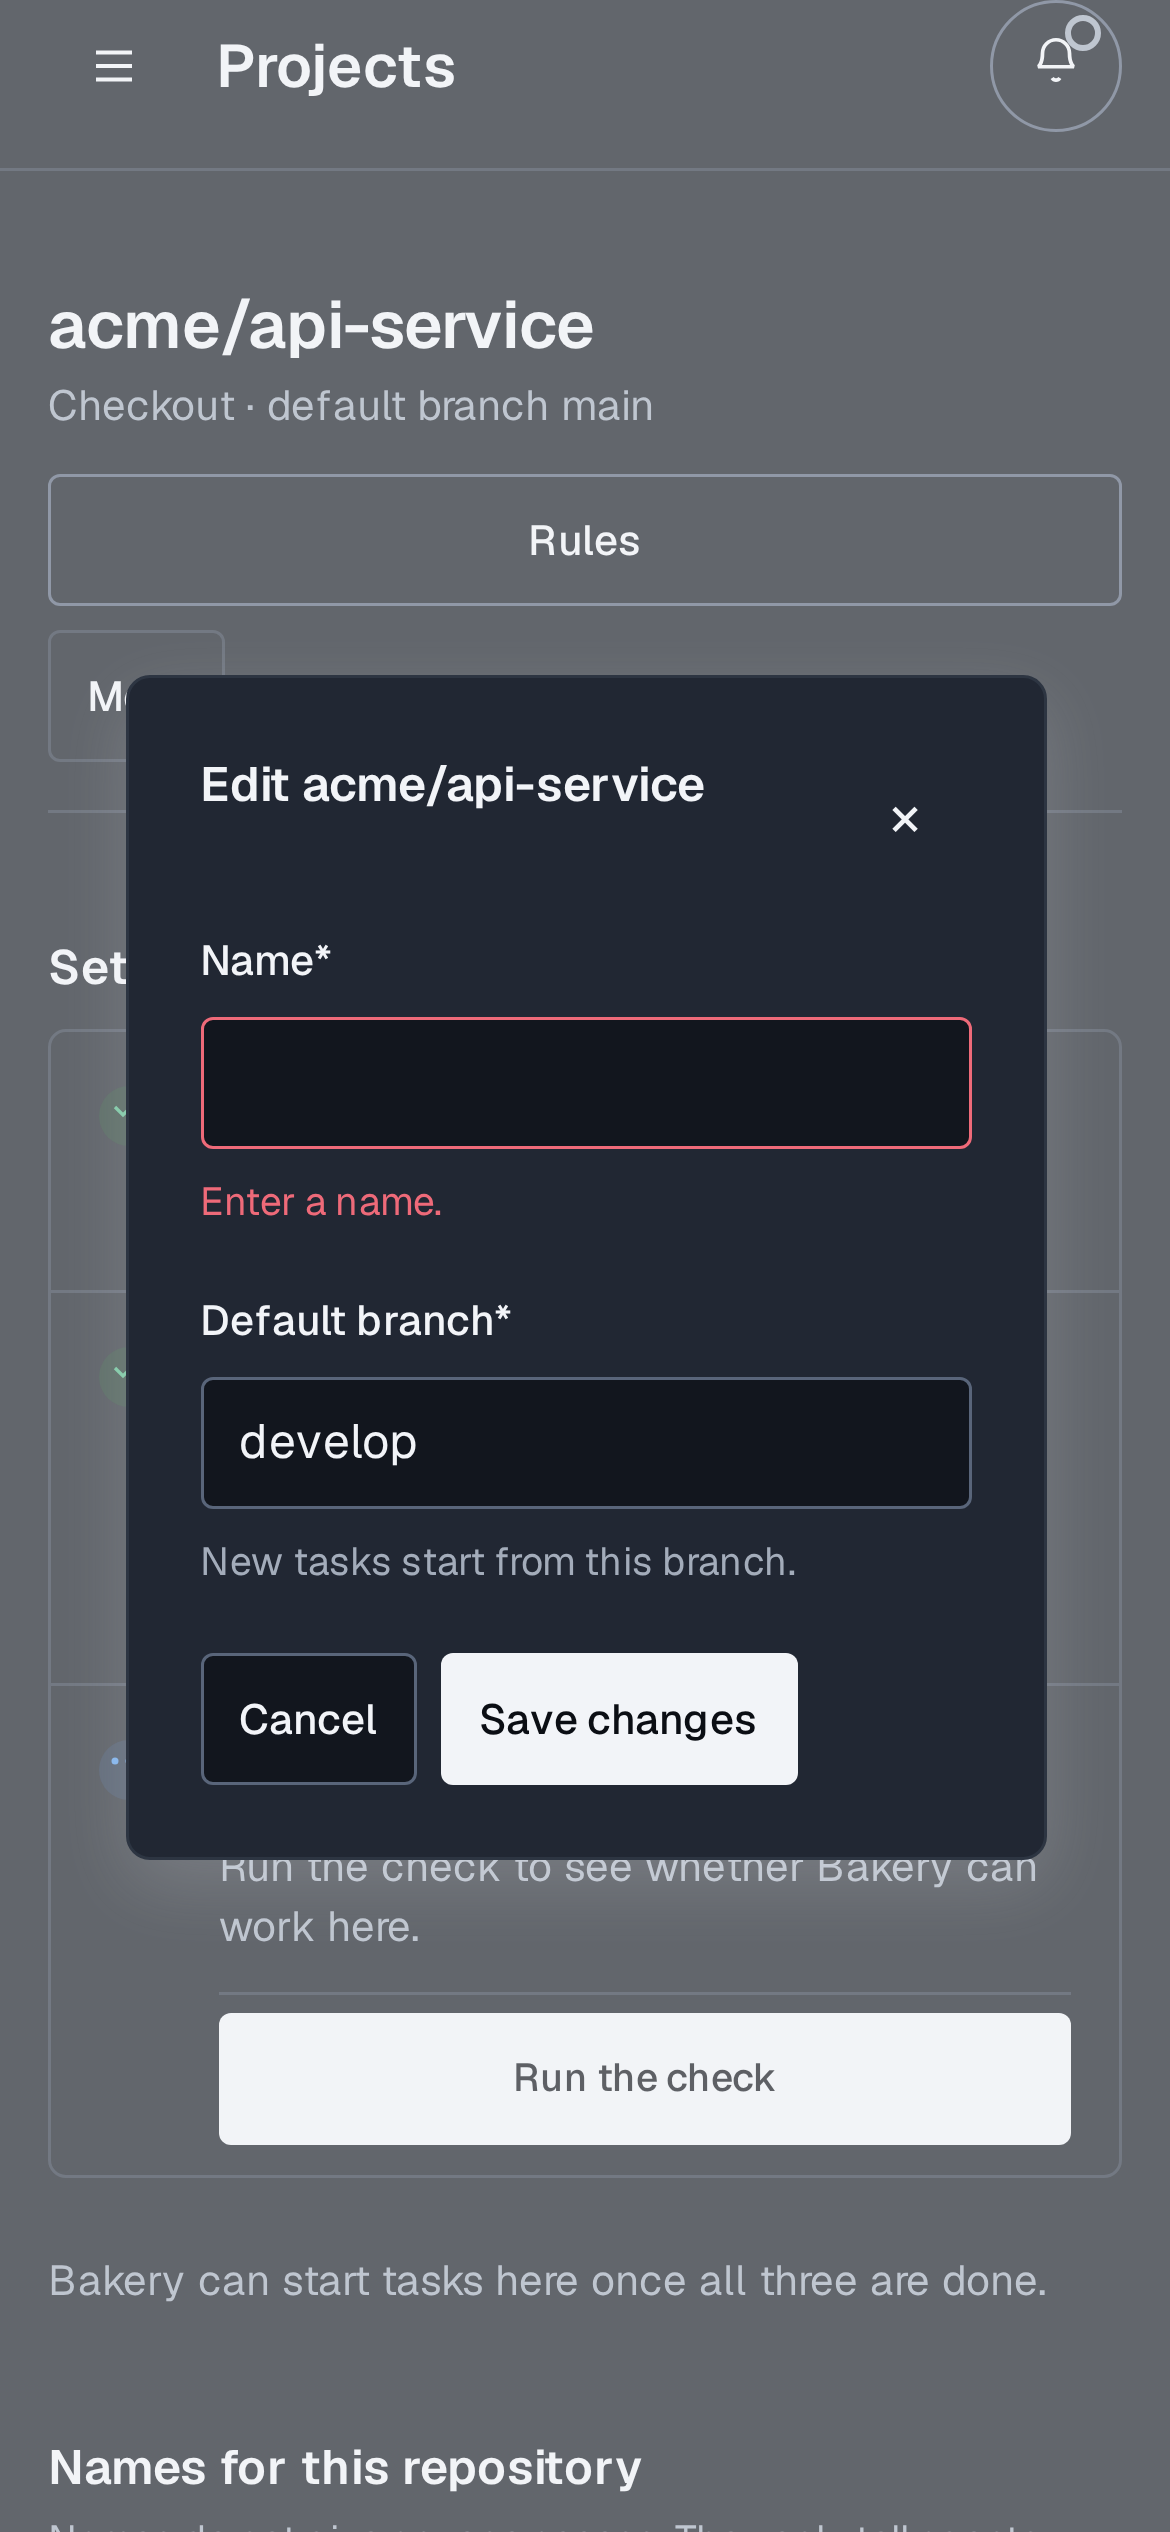 Projects
acme/api-service
Checkout · default branch main
Rules
Edit acme/api-service
Name*
Enter a name.
Default branch*
develop
New tasks start from this branch.
Cancel
Save changes
Run the check to see whether Bakery can
work here.
Run the check
Bakery can start tasks here once all three are done.
Names for this repository